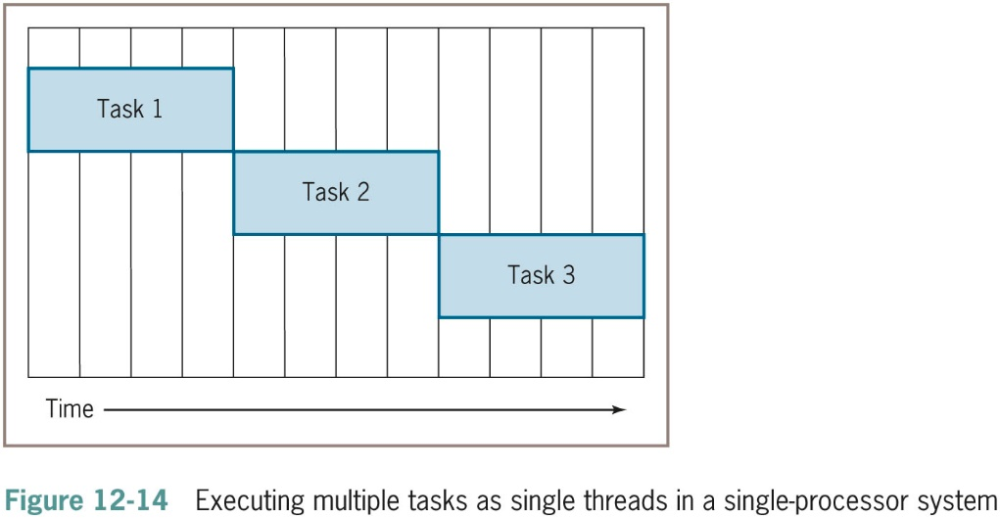 Task 1
Task 2
Task 3
Time
Figure 12-14 Executing multiple tasks as single threads in a single-processor system